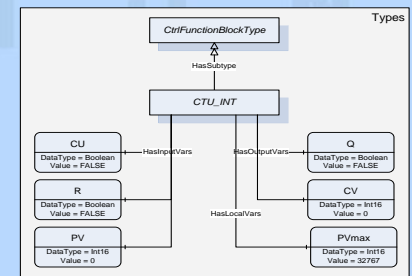 Types
CtrlFunctionBlockType
HasSubtype
CTU_INT
CU
DataType = Boolean
Value = FALSE
HasInputVars
HasOutputVars
Q
DataType = Boolean
Value = FALSE
R
DataType = Boolean
Value = FALSE
CV
DataType = Int16
Value = 0
HasLocalVars
PV
DataType = Int16
Value = 0
PVmax
DataType = Int16
Value = 32767